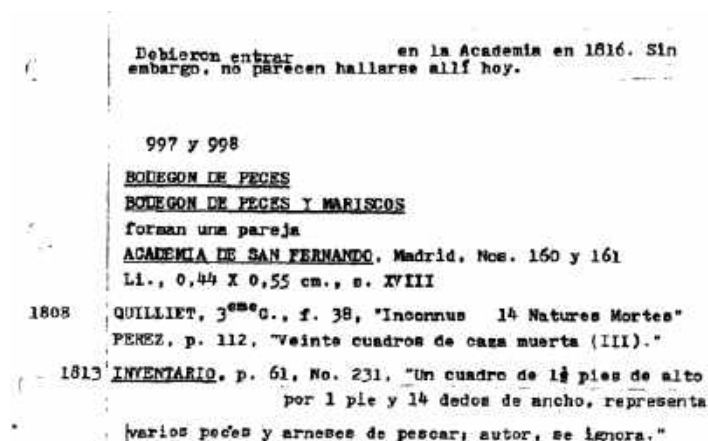 Debieron entrar en la Academia en 1816. Sin
embargo, no parecen hallarse allí hoy.
997 y 998
BODEGON DE PECES
BODEGON DE PECES Y MARISCOS
forman una pareja
ACADEMIA DE SAN FERNANDO, Madrid, Nos. 160 y 161
Li., 0,44 X 0,55 cm., s. XVIII
1808 QUILLIET, 3emeG., f. 38, "Inconnus 14 Natures Mortes"
PEREZ, p. 112, "Veinte cuadros de caza muerta (III)."
1813 INVENTARIO, p. 61, No. 231, "Un cuadro de 1½ pies de alto
por 1 pie y 14 dedos de ancho, representa
varios peces y arneses de pescar; autor, se ignora."